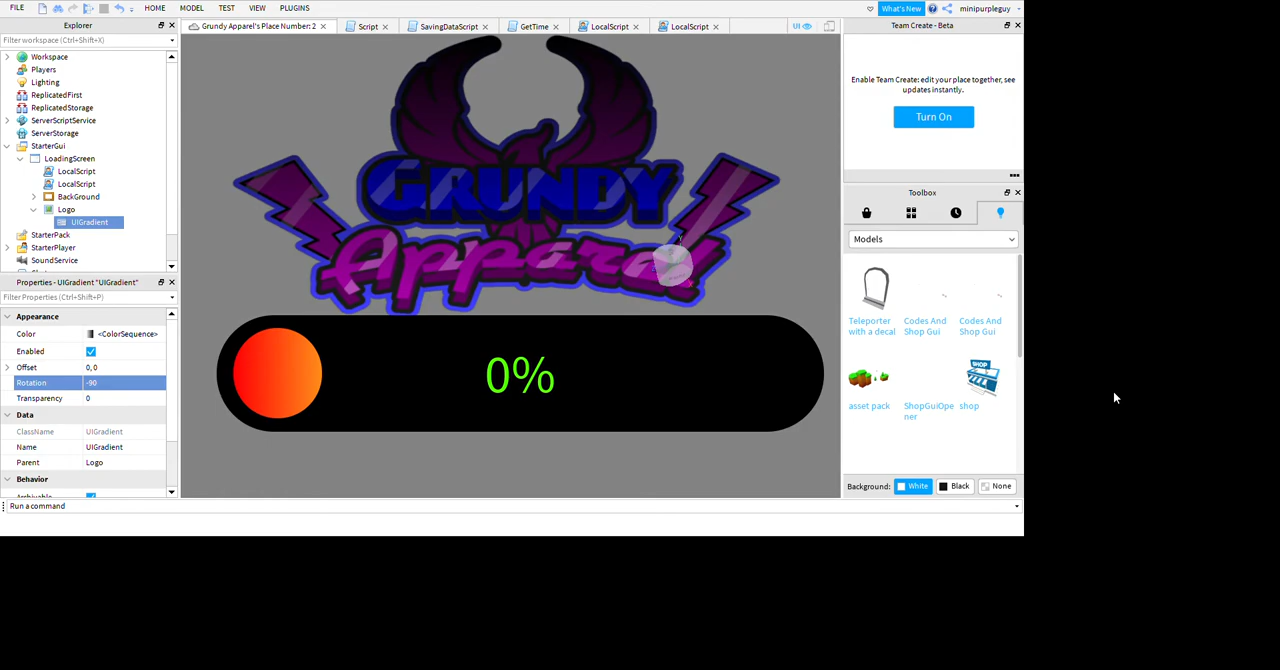 FILE HOME MODEL TEST VIEW PLUGINS What's New minipurpleguy
Explorer
Filter workspace (Ctrl+Shift+X)
Workspace
Players
Lighting
ReplicatedFirst
ReplicatedStorage
ServerScriptService
ServerStorage
StarterGui
LoadingScreen
LocalScript
LocalScript
BackGround
Logo
UIGradient
StarterPack
StarterPlayer
SoundService
Properties - UIGradient "UIGradient"
Filter Properties (Ctrl+Shift+P)
Appearance
Color <ColorSequence>
Enabled
Offset 0, 0
Rotation -90
Transparency 0
Data
ClassName UIGradient
Name UIGradient
Parent Logo
Behavior
Archivable
Run a command
Grundy Apparel's Place Number: 2 Script SavingDataScript GetTime LocalScript LocalScript UI
GRUNDY
Apparel
0%
Team Create - Beta
Enable Team Create: edit your place together, see
updates instantly.
Turn On
Toolbox
Models
Teleporter
with a decal
Codes And
Shop Gui
Codes And
Shop Gui
SHOP
asset pack
ShopGuiOpe
ner
shop
Background: White Black None